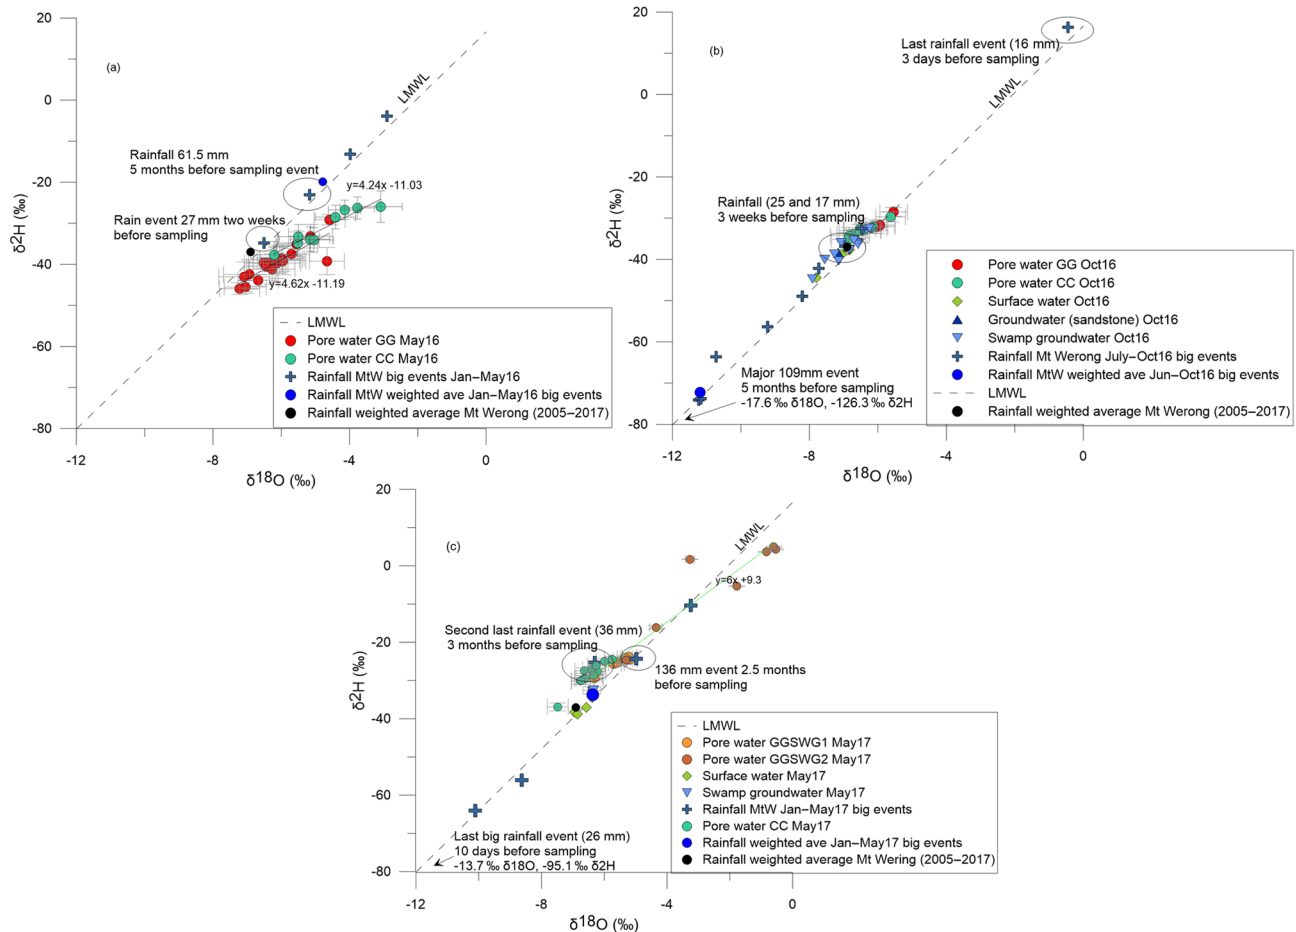 (a)
20
0
-20
-40
-60
-80
-12
-8
-4
0
δ2H (‰)
δ18O (‰)
LMWL
Rainfall 61.5 mm
5 months before sampling event
y=4.24x -11.03
Rain event 27 mm two weeks
before sampling
y=4.62x -11.19
LMWL
Pore water GG May16
Pore water CC May16
Rainfall MtW big events Jan–May16
Rainfall MtW weighted ave Jan–May16 big events
Rainfall weighted average Mt Werong (2005–2017)
(b)
20
0
-20
-40
-60
-80
-12
-8
-4
0
δ2H (‰)
δ18O (‰)
Last rainfall event (16 mm)
3 days before sampling
LMWL
Rainfall (25 and 17 mm)
3 weeks before sampling
Major 109mm event
5 months before sampling
-17.6 ‰ δ18O, -126.3 ‰ δ2H
Pore water GG Oct16
Pore water CC Oct16
Surface water Oct16
Groundwater (sandstone) Oct16
Swamp groundwater Oct16
Rainfall Mt Werong July–Oct16 big events
Rainfall MtW weighted ave Jun–Oct16 big events
LMWL
Rainfall weighted average Mt Werong (2005–2017)
(c)
20
0
-20
-40
-60
-80
-12
-8
-4
0
δ2H (‰)
δ18O (‰)
LMWL
y=6x +9.3
Second last rainfall event (36 mm)
3 months before sampling
136 mm event 2.5 months
before sampling
Last big rainfall event (26 mm)
10 days before sampling
-13.7 ‰ δ18O, -95.1 ‰ δ2H
LMWL
Pore water GGSWG1 May17
Pore water GGSWG2 May17
Surface water May17
Swamp groundwater May17
Rainfall MtW Jan–May17 big events
Pore water CC May17
Rainfall weighted ave Jan–May17 big events
Rainfall weighted average Mt Wering (2005–2017)